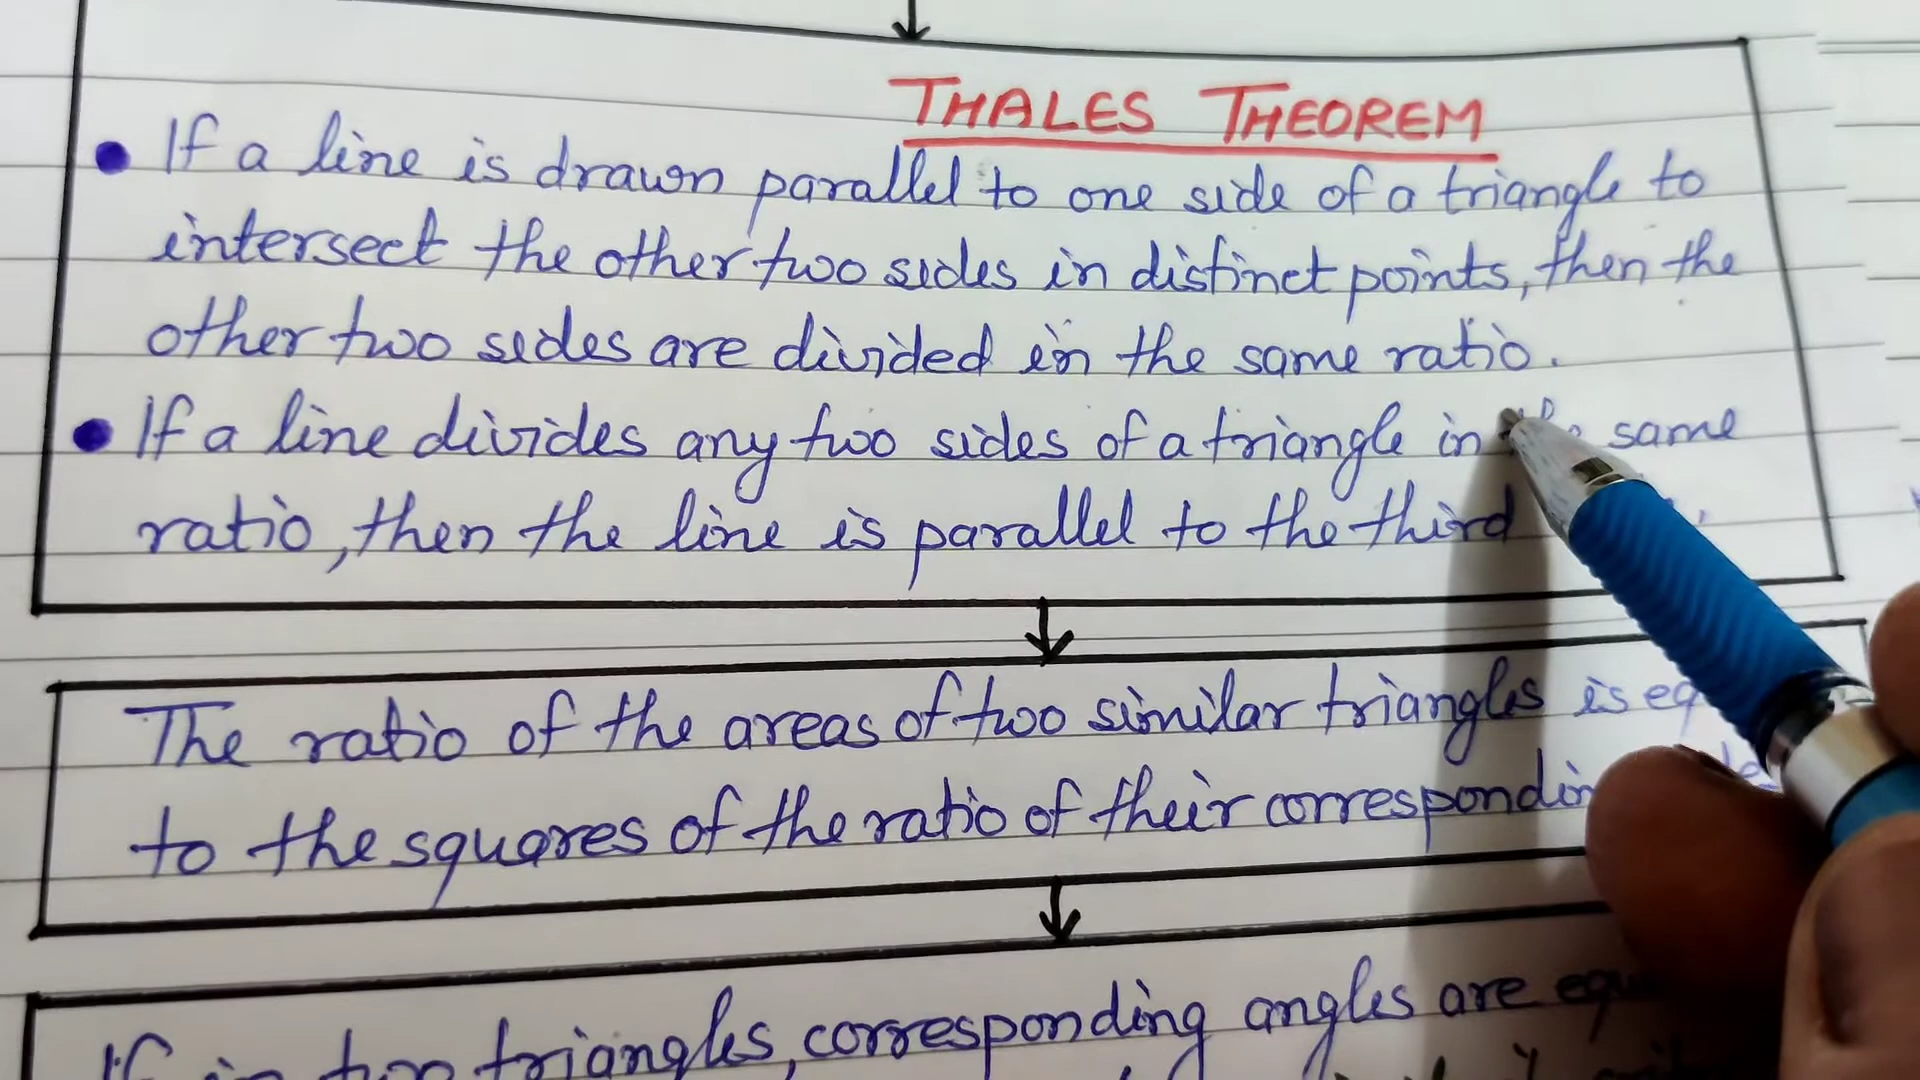 THALES THEOREM
If a line is drawn parallel to one side of a triangle to
intersect the other two sides in distinct points, then the
other two sides are divided in the same ratio.
If a line divides any two sides of a triangle in same
ratio, then the line is parallel to the third
The ratio of the areas of two similar triangles is
to the squares of the ratio of their
If in two triangles, corresponding angles are